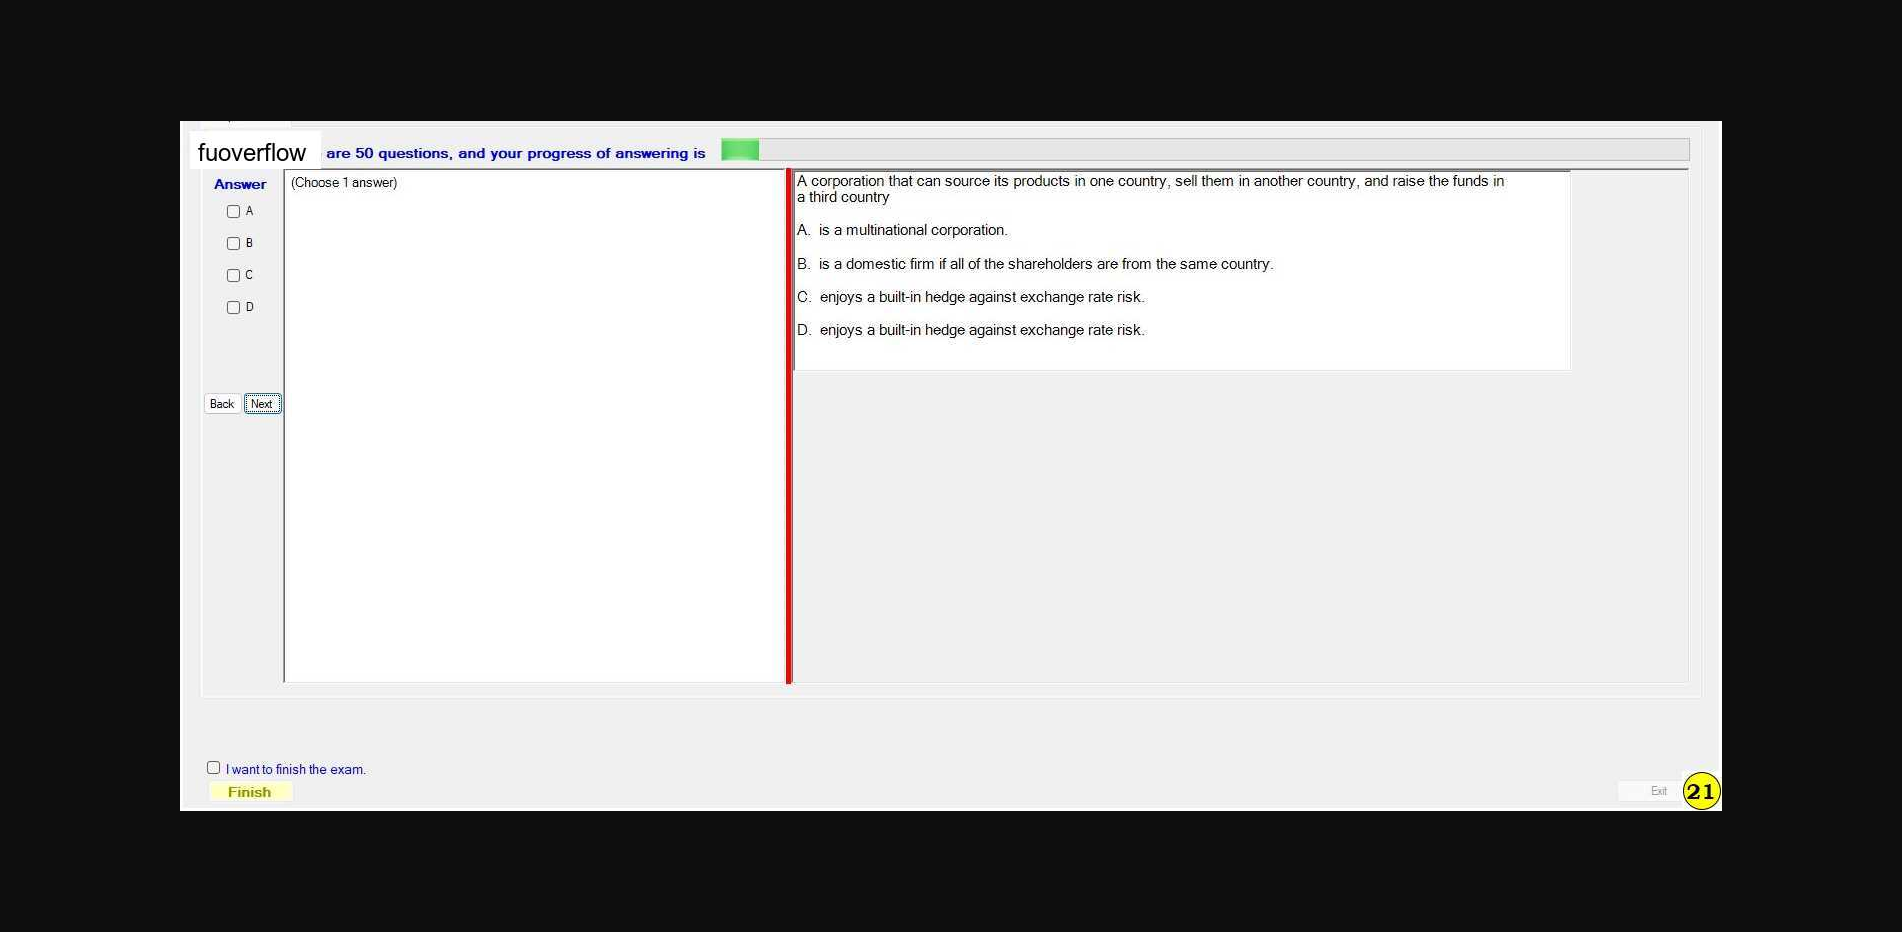 fuoverflow are 50 questions, and your progress of answering is
Answer
A
B
C
D
Back Next
(Choose 1 answer)
A corporation that can source its products in one country, sell them in another country, and raise the funds in
a third country
A. is a multinational corporation.
B. is a domestic firm if all of the shareholders are from the same country.
C. enjoys a built-in hedge against exchange rate risk.
D. enjoys a built-in hedge against exchange rate risk.
I want to finish the exam.
Finish
Exit 21